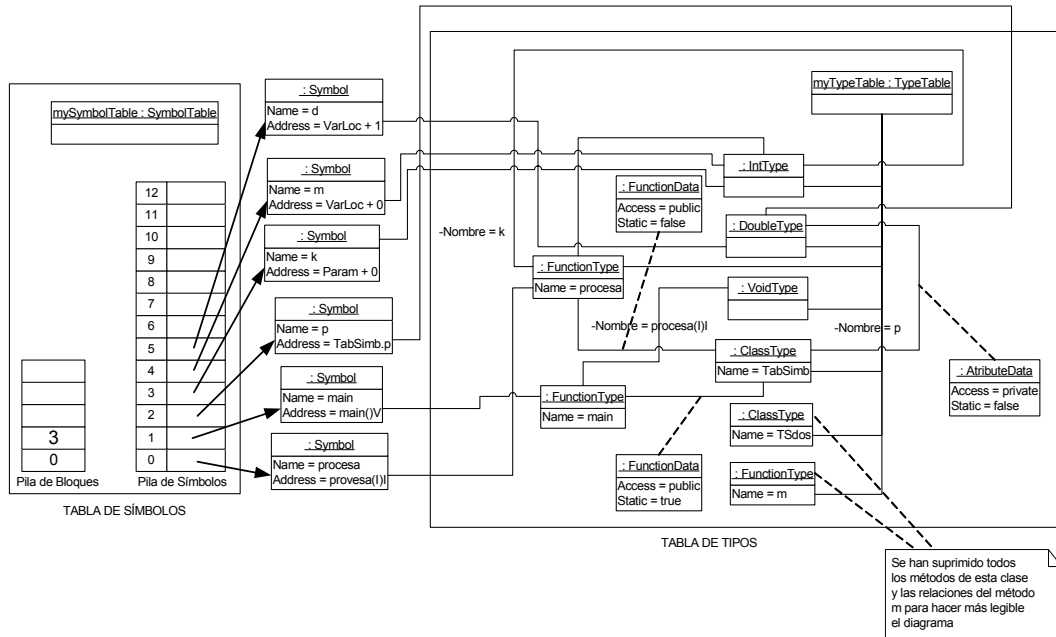 mySymbolTable : SymbolTable
12
11
10
9
8
7
6
5
4
3
2
1
0
3
0
Pila de Bloques
Pila de Símbolos
TABLA DE SÍMBOLOS
: Symbol
Name = d
Address = VarLoc + 1
: Symbol
Name = m
Address = VarLoc + 0
: Symbol
Name = k
Address = Param + 0
: Symbol
Name = p
Address = TabSimb.p
: Symbol
Name = main
Address = main()V
: Symbol
Name = procesa
Address = provesa(I)I
myTypeTable : TypeTable
: IntType
: FunctionData
Access = public
Static = false
: DoubleType
-Nombre = k
: FunctionType
Name = procesa
: VoidType
-Nombre = procesa(I)I
-Nombre = p
: ClassType
Name = TabSimb
: AtributeData
Access = private
Static = false
: FunctionType
Name = main
: ClassType
Name = TSdos
: FunctionData
Access = public
Static = true
: FunctionType
Name = m
TABLA DE TIPOS
Se han suprimido todos
los métodos de esta clase
y las relaciones del método
m para hacer más legible
el diagrama